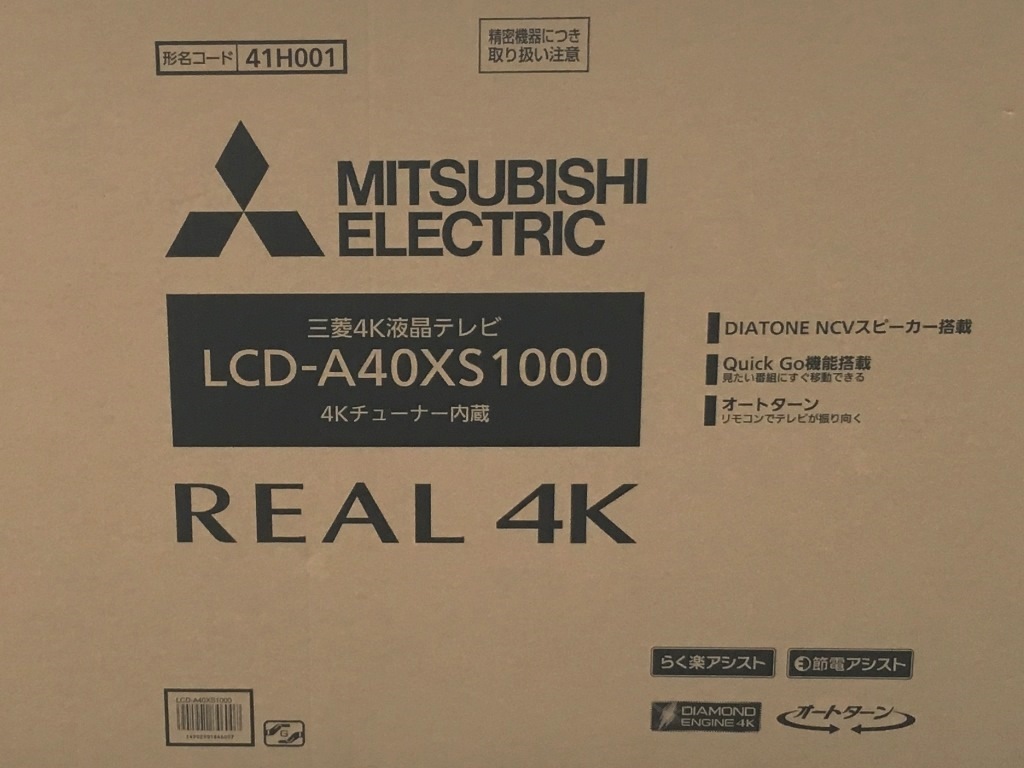 形名コード 41H001
精密機器につき
取り扱い注意
MITSUBISHI
ELECTRIC
三菱4K液晶テレビ
LCD-A40XS1000
4Kチューナー内蔵
DIATONE NCVスピーカー搭載
Quick Go機能搭載
見たい番組にすぐ移動できる
オートターン
リモコンでテレビが振り向く
REAL 4K
らく楽アシスト
節電アシスト
LCD-A40XS1000
G
DIAMOND
ENGINE 4K
オートターン